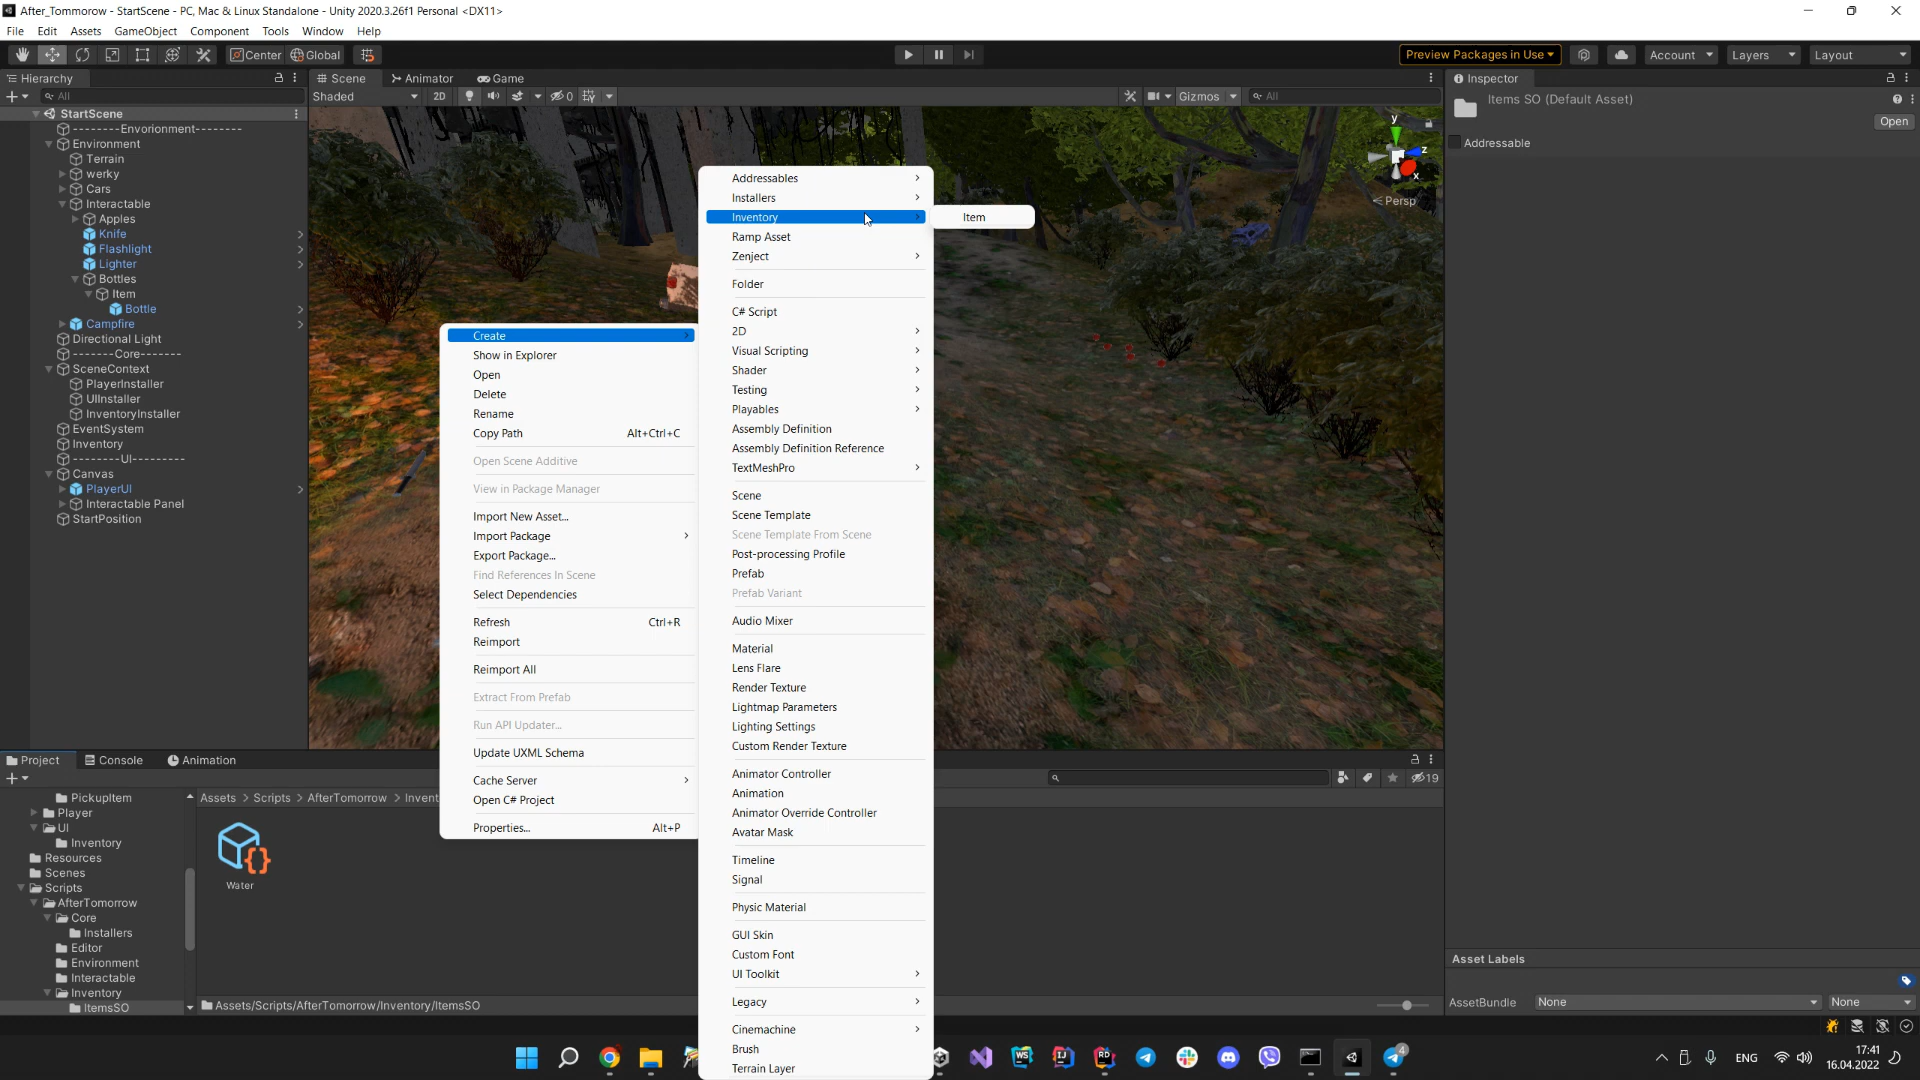 After_Tommorow - StartScene - PC, Mac & Linux Standalone - Unity 2020.3.26f1 Personal <DX11>
File Edit Assets GameObject Component Tools Window Help
Center Global Preview Packages in Use Account Layers Layout
Hierarchy Scene Animator Game Inspector
All Shaded 2D 0 Gizmos All
Items SO (Default Asset)
Open
Addressable
StartScene
--------Envorionment--------
Environment
Terrain
werky
Cars
Interactable
Apples
Knife
Flashlight
Lighter
Bottles
Item
Bottle
Campfire
Directional Light
-------Core-------
SceneContext
PlayerInstaller
UIInstaller
InventoryInstaller
EventSystem
Inventory
--------UI---------
Canvas
PlayerUI
Interactable Panel
StartPosition
y
z
x
Persp
Create
Show in Explorer
Open
Delete
Rename
Copy Path Alt+Ctrl+C
Open Scene Additive
View in Package Manager
Import New Asset...
Import Package
Export Package...
Find References In Scene
Select Dependencies
Refresh Ctrl+R
Reimport
Reimport All
Extract From Prefab
Run API Updater...
Update UXML Schema
Cache Server
Open C# Project
Properties... Alt+P
Addressables
Installers
Inventory
Ramp Asset
Zenject
Folder
C# Script
2D
Visual Scripting
Shader
Testing
Playables
Assembly Definition
Assembly Definition Reference
TextMeshPro
Scene
Scene Template
Scene Template From Scene
Post-processing Profile
Prefab
Prefab Variant
Audio Mixer
Material
Lens Flare
Render Texture
Lightmap Parameters
Lighting Settings
Custom Render Texture
Animator Controller
Animation
Animator Override Controller
Avatar Mask
Timeline
Signal
Physic Material
GUI Skin
Custom Font
UI Toolkit
Legacy
Cinemachine
Brush
Terrain Layer
Item
Project Console Animation
19
PickupItem
Player
UI
Inventory
Resources
Scenes
Scripts
AfterTomorrow
Core
Installers
Editor
Environment
Interactable
Inventory
ItemsSO
Assets > Scripts > AfterTomorrow > Invent
Water
Assets/Scripts/AfterTomorrow/Inventory/ItemsSO
Asset Labels
AssetBundle None None
WS IJ RD 4
ENG
17:41
16.04.2022